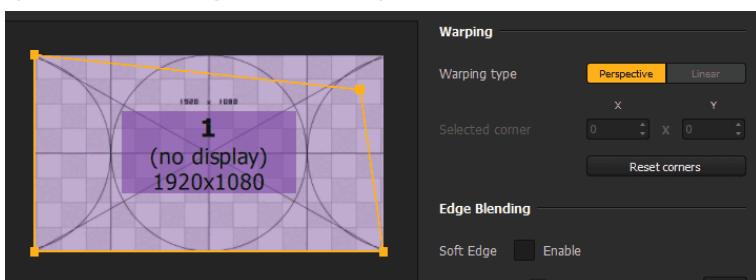 Warping
Warping type
Perspective
Linear
X
Y
Selected corner
0
X
0
Reset corners
Edge Blending
Soft Edge
Enable
1920 x 1080
1
(no display)
1920x1080